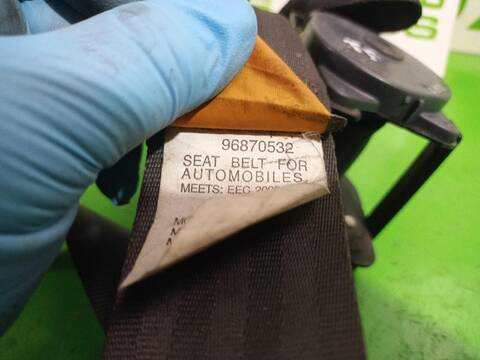 96870532
SEAT BELT FOR
AUTOMOBILES
MEETS: EEC